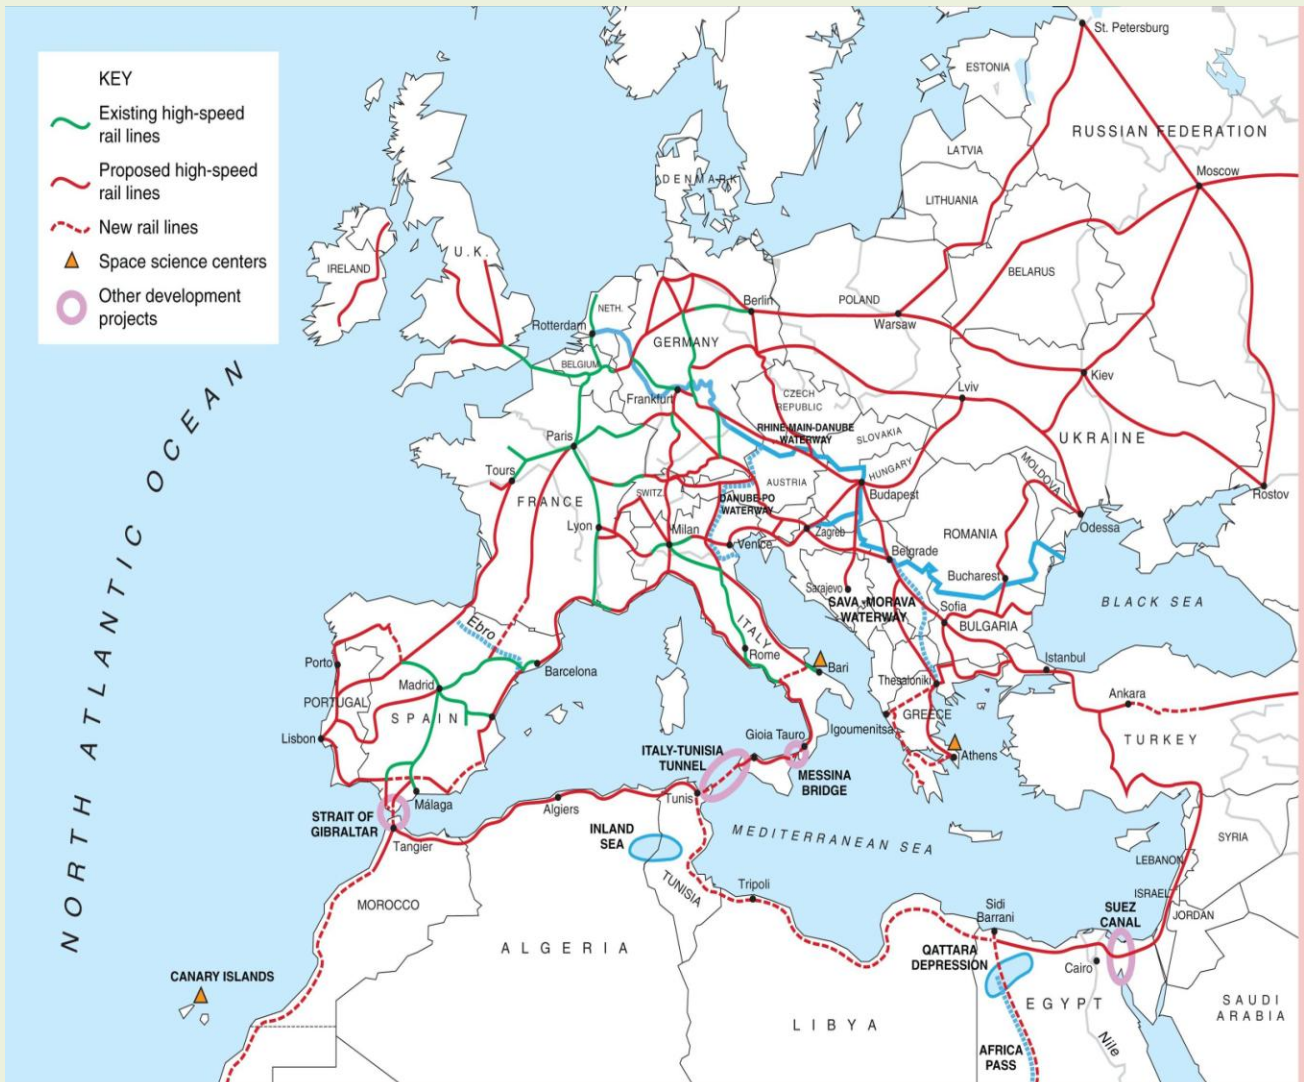 KEY
Existing high-speed
rail lines
Proposed high-speed
rail lines
New rail lines
Space science centers
Other development
projects
NORTH ATLANTIC OCEAN
St. Petersburg
ESTONIA
RUSSIAN FEDERATION
LATVIA
Moscow
DENMARK
LITHUANIA
IRELAND
U.K.
BELARUS
NETH.
Berlin
POLAND
Warsaw
Rotterdam
GERMANY
BELGIUM
Kiev
Frankfurt
CZECH
REPUBLIC
Lviv
RHINE-MAIN-DANUBE
WATERWAY
SLOVAKIA
UKRAINE
Paris
Tours
HUNGARY
MOLDOVA
AUSTRIA
SWITZ.
FRANCE
DANUBE-PO
WATERWAY
Budapest
Rostov
Lyon
Milan
Venice
Zagreb
ROMANIA
Odessa
Belgrade
Bucharest
Sarajevo
SAVA-MORAVA
WATERWAY
Sofia
BLACK SEA
BULGARIA
Ebro
ITALY
Rome
Bari
Istanbul
Porto
Barcelona
Madrid
Thessaloniki
Ankara
PORTUGAL
SPAIN
GREECE
Igoumenitsa
Lisbon
Gioia Tauro
TURKEY
Athens
ITALY-TUNISIA
TUNNEL
MESSINA
BRIDGE
Málaga
Tunis
Algiers
STRAIT OF
GIBRALTAR
INLAND
SEA
MEDITERRANEAN SEA
SYRIA
Tangier
LEBANON
TUNISIA
Tripoli
ISRAEL
MOROCCO
Sidi
Barrani
SUEZ
CANAL
JORDAN
ALGERIA
QATTARA
DEPRESSION
Cairo
CANARY ISLANDS
EGYPT
SAUDI
ARABIA
LIBYA
Nile
AFRICA
PASS